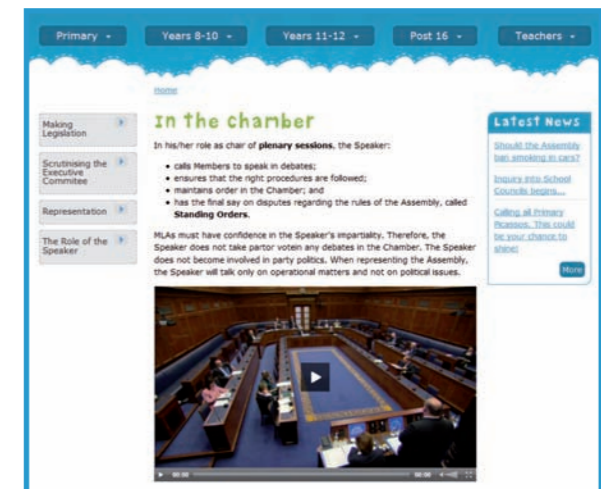 Primary
Years 8-10
Years 11-12
Post 16
Teachers
Home
Making
Legislation
Scrutinising the
Executive
Commitee
Representation
The Role of the
Speaker
In the chamber
In his/her role as chair of plenary sessions, the Speaker:
• calls Members to speak in debates;
• ensures that the right procedures are followed;
• maintains order in the Chamber; and
• has the final say on disputes regarding the rules of the Assembly, called
Standing Orders.
MLAs must have confidence in the Speaker's impartiality. Therefore, the
Speaker does not take partor votein any debates in the Chamber. The Speaker
does not become involved in party politics. When representing the Assembly,
the Speaker will talk only on operational matters and not on political issues.
Latest News
Should the Assembly
ban smoking in cars?
Inquiry into School
Councils begins...
Calling all Primary
Picassos. This could
be your chance to
shine!
More